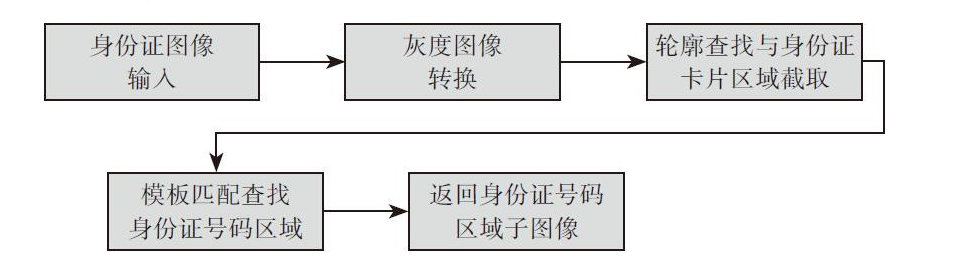 身份证图像
输入
灰度图像
转换
轮廓查找与身份证
卡片区域截取
模板匹配查找
身份证号码区域
返回身份证号码
区域子图像